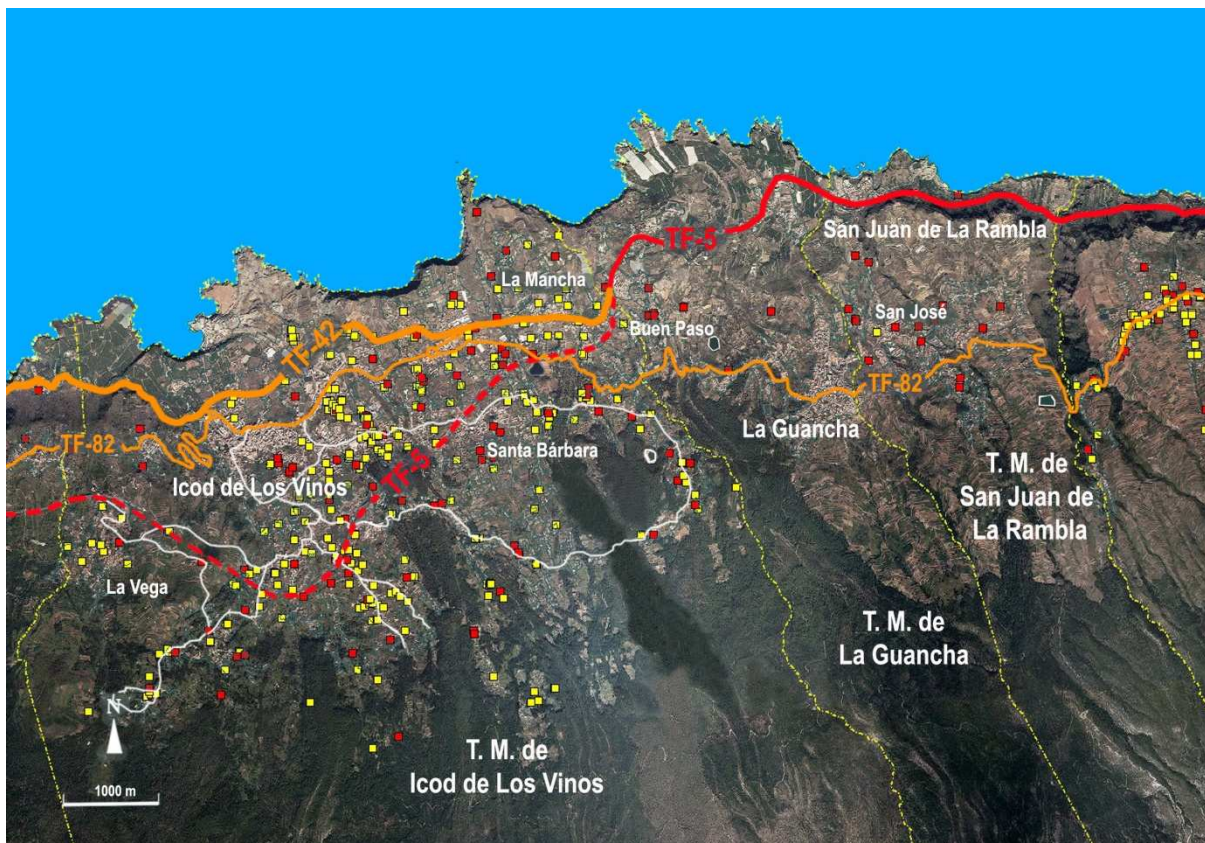 San Juan de La Rambla
TF-5
La Mancha
San José
Buen Paso
TF-42
TF-82
TF-82
La Guancha
Santa Bárbara
TF-5
Icod de Los Vinos
T. M. de
San Juan de
La Rambla
La Vega
T. M. de
La Guancha
N
T. M. de
Icod de Los Vinos
1000 m